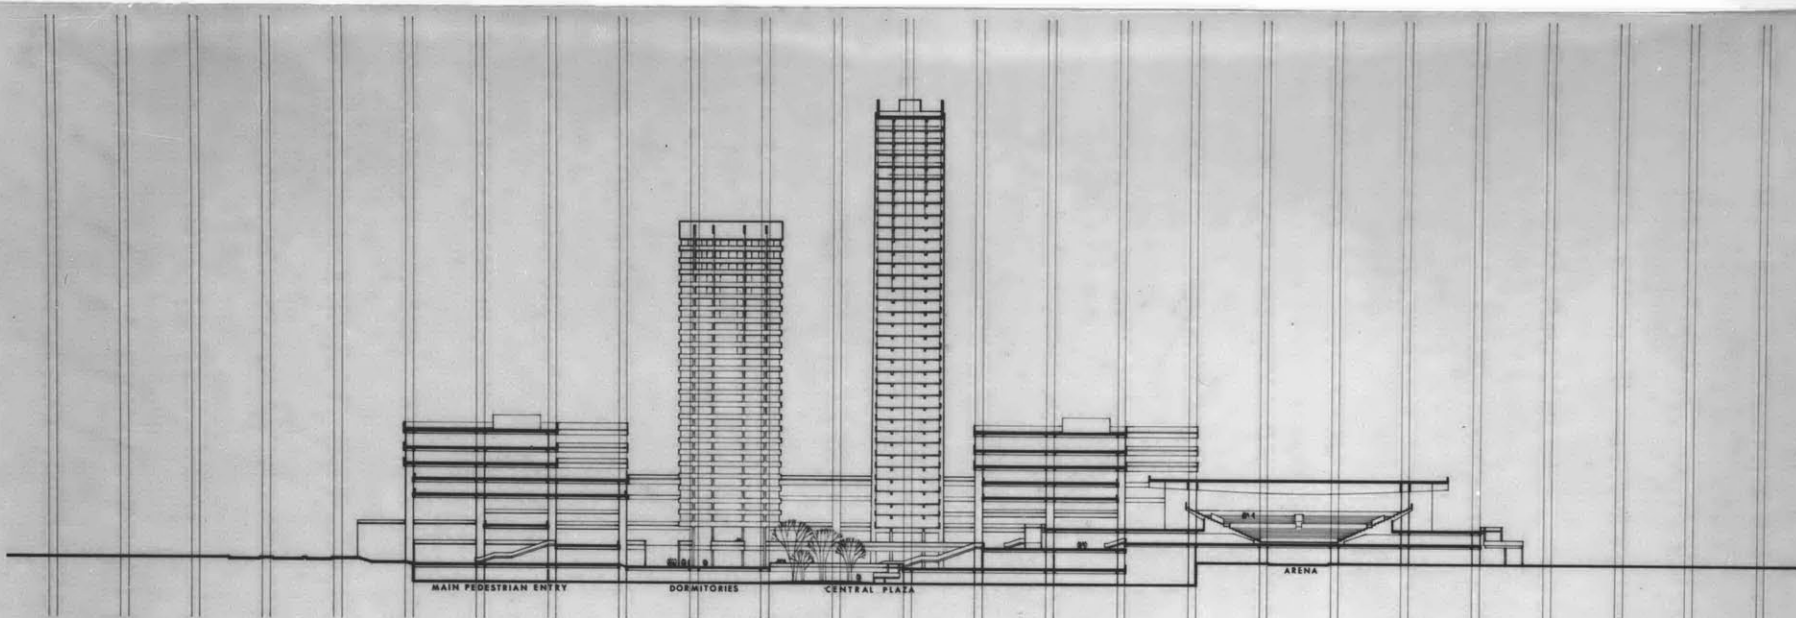 MAIN PEDESTRIAN ENTRY
DORMITORIES
CENTRAL PLAZA
ARENA